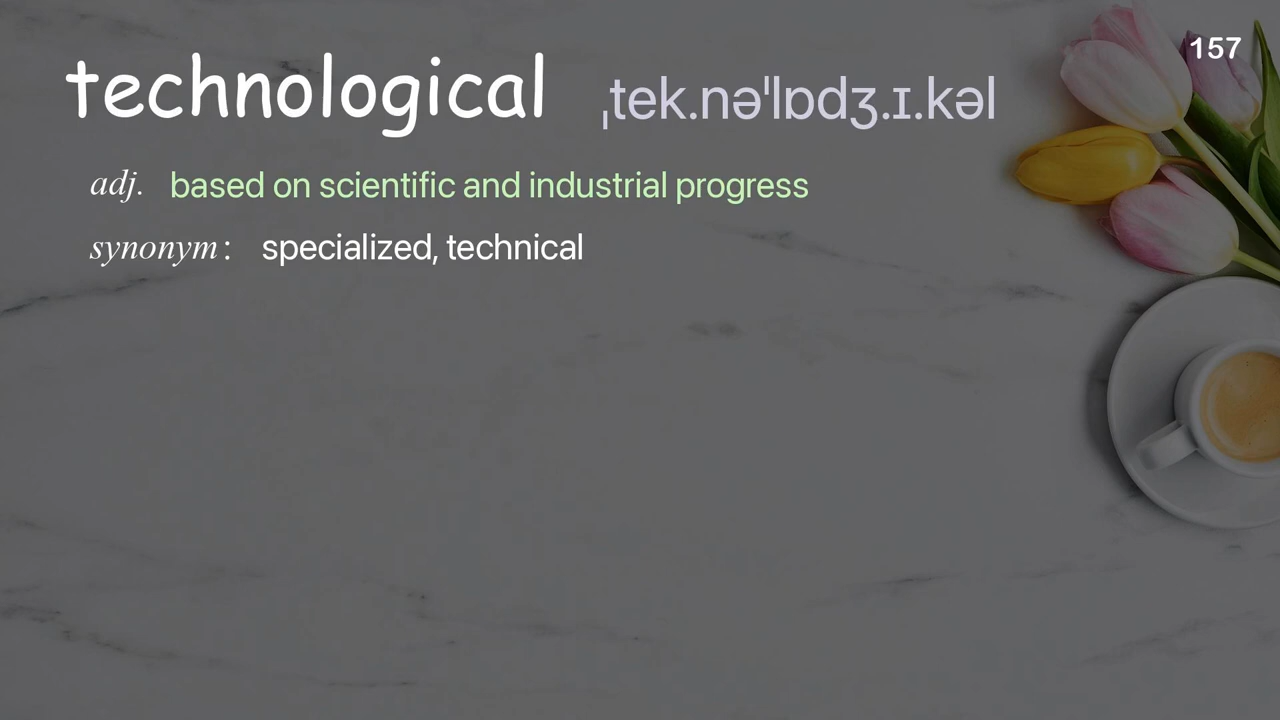 157
technological ˌtek.nəˈlɒdʒ.ɪ.kəl
adj. based on scientific and industrial progress
synonym: specialized, technical